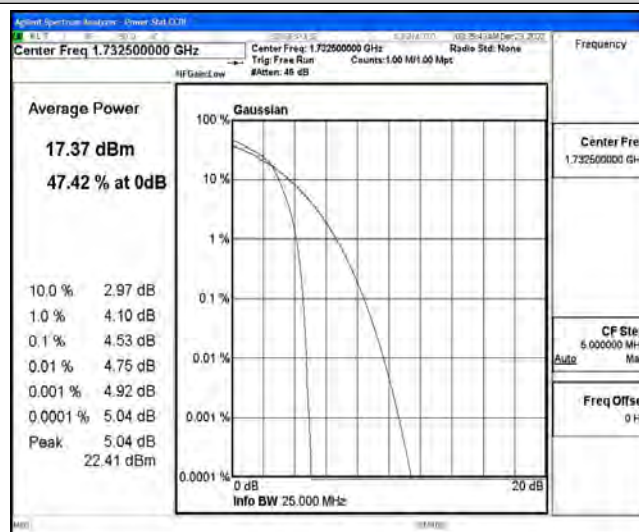 Agilent Spectrum Analyzer - Power Stat CCDF
Center Freq 1.732500000 GHz
Center Freq: 1.732500000 GHz
Radio Std: None
Trig: Free Run
Counts:1.00 M/1.00 Mpt
#IFGain:Low
#Atten: 46 dB
Frequency
Average Power
17.37 dBm
47.42 % at 0dB
10.0 % 2.97 dB
1.0 % 4.10 dB
0.1 % 4.53 dB
0.01 % 4.75 dB
0.001 % 4.92 dB
0.0001 % 5.04 dB
Peak 5.04 dB
22.41 dBm
Gaussian
100 %
10 %
1 %
0.1 %
0.01 %
0.001 %
0.0001 %
0 dB
20 dB
Info BW 25.000 MHz
Center Fre
1.732500000 GH
CF Ste
5.000000 MH
Auto Ma
Freq Offse
0 H